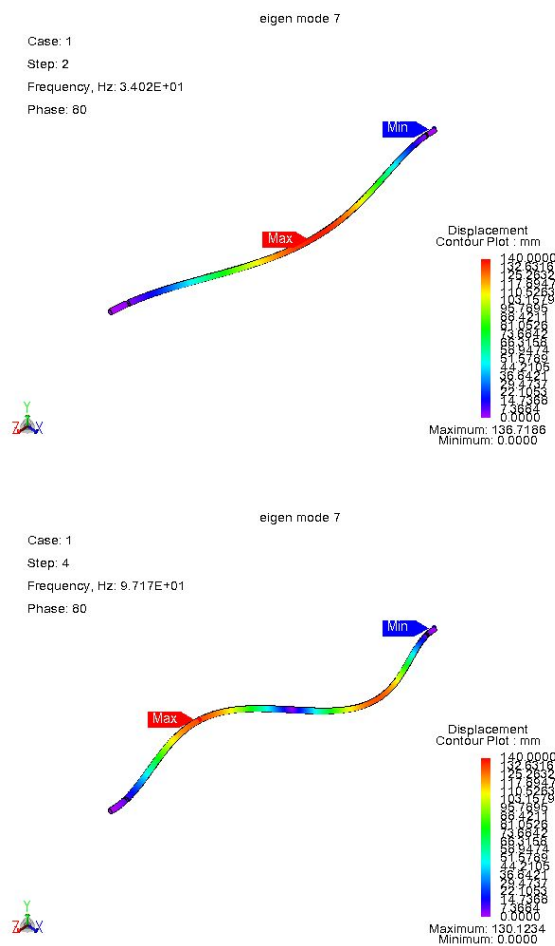 eigen mode 7
Case: 1
Step: 2
Frequency, Hz: 3.402E+01
Phase: 80
Min
Max
Displacement
Contour Plot : mm
140.0000
132.6316
125.2632
117.8947
110.5263
103.1579
95.7895
88.4211
81.0526
73.6842
66.3158
58.9474
51.5789
44.2105
36.8421
29.4737
22.1053
14.7368
7.3684
0.0000
Maximum: 136.7186
Minimum: 0.0000
Y
Z X
eigen mode 7
Case: 1
Step: 4
Frequency, Hz: 9.717E+01
Phase: 80
Min
Max
Displacement
Contour Plot : mm
140.0000
132.6316
125.2632
117.8947
110.5263
103.1579
95.7895
88.4211
81.0526
73.6842
66.3158
58.9474
51.5789
44.2105
36.8421
29.4737
22.1053
14.7368
7.3684
0.0000
Maximum: 130.1234
Minimum: 0.0000
Y
Z X